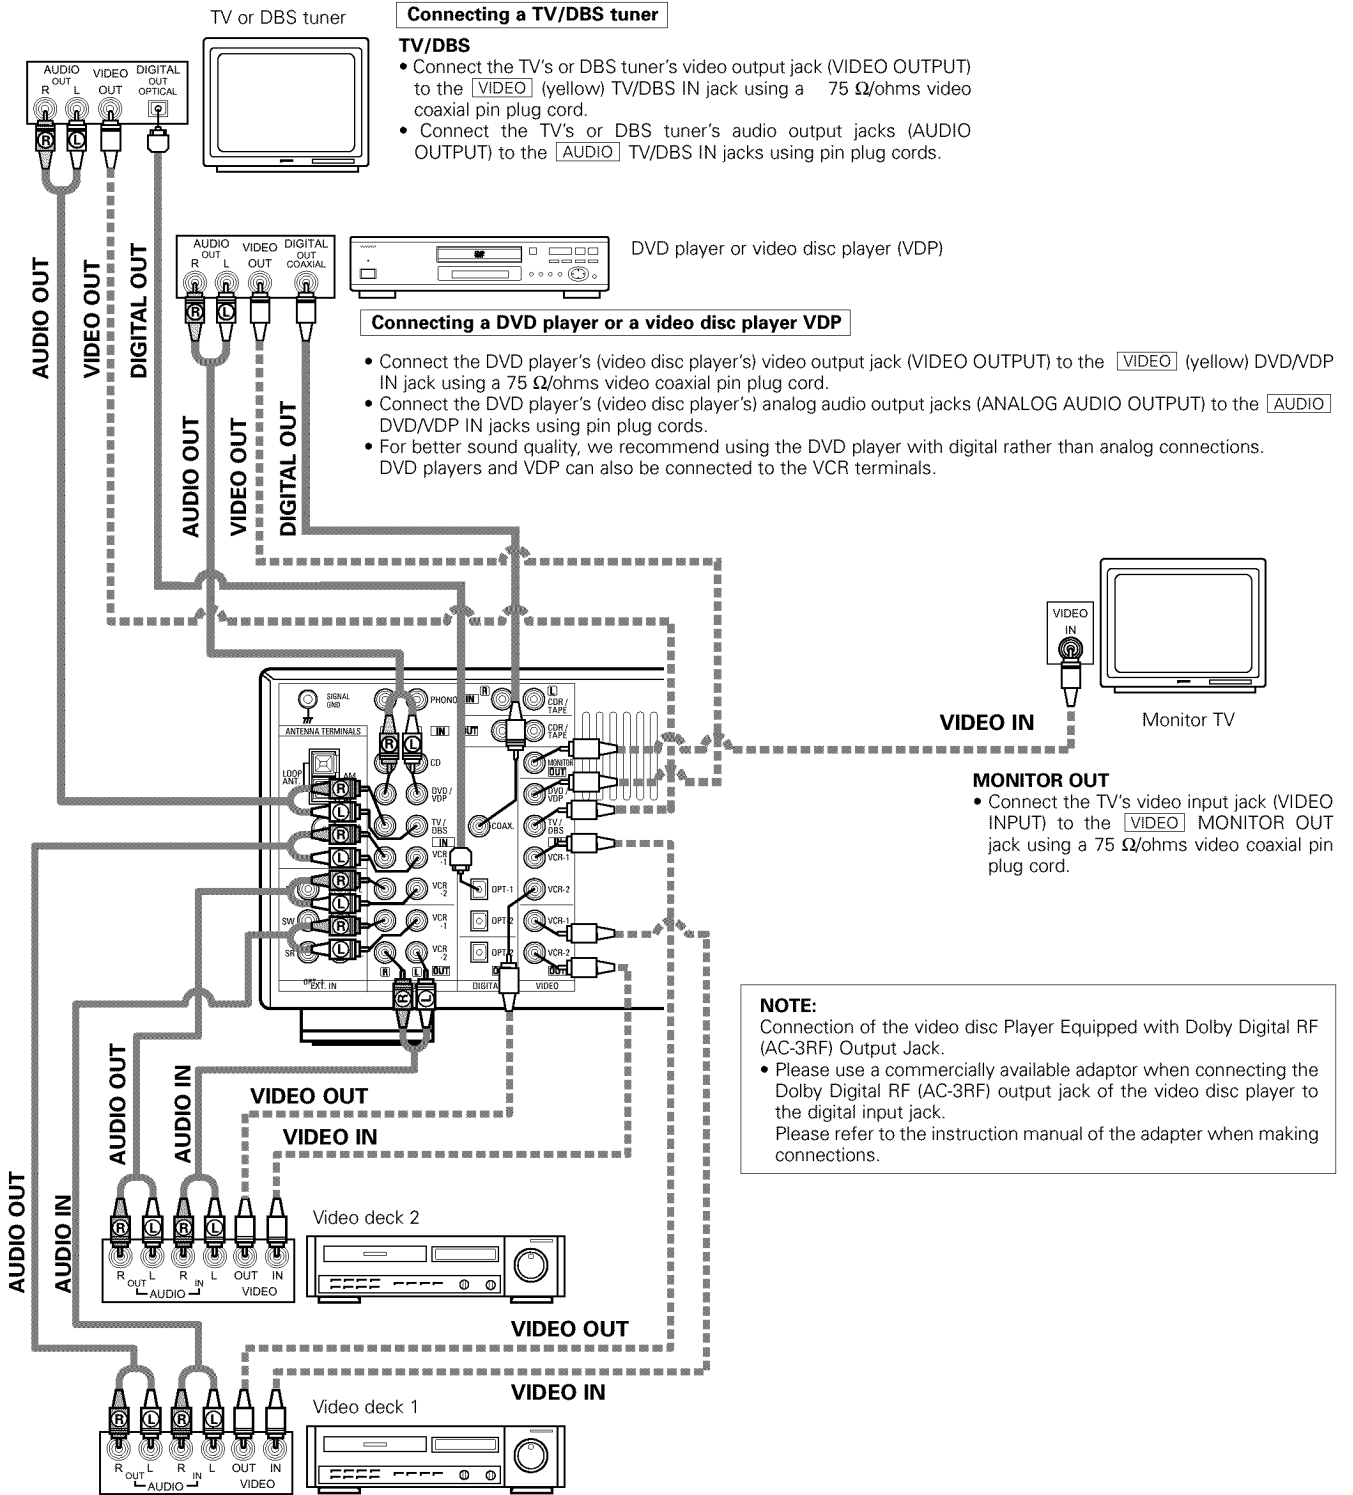 TV or DBS tuner
Connecting a TV/DBS tuner
TV/DBS
• Connect the TV's or DBS tuner's video output jack (VIDEO OUTPUT)
to the VIDEO (yellow) TV/DBS IN jack using a 75 Ω/ohms video
coaxial pin plug cord.
• Connect the TV's or DBS tuner's audio output jacks (AUDIO
OUTPUT) to the AUDIO TV/DBS IN jacks using pin plug cords.
AUDIO VIDEO DIGITAL
OUT OUT
R L OUT OPTICAL
R L
AUDIO OUT
VIDEO OUT
DIGITAL OUT
AUDIO VIDEO DIGITAL
OUT OUT
R L OUT COAXIAL
R L
DVD player or video disc player (VDP)
Connecting a DVD player or a video disc player VDP
• Connect the DVD player's (video disc player's) video output jack (VIDEO OUTPUT) to the VIDEO (yellow) DVD/VDP
IN jack using a 75 Ω/ohms video coaxial pin plug cord.
• Connect the DVD player's (video disc player's) analog audio output jacks (ANALOG AUDIO OUTPUT) to the AUDIO
DVD/VDP IN jacks using pin plug cords.
• For better sound quality, we recommend using the DVD player with digital rather than analog connections.
DVD players and VDP can also be connected to the VCR terminals.
AUDIO OUT
VIDEO OUT
DIGITAL OUT
VIDEO
IN
VIDEO IN
Monitor TV
MONITOR OUT
• Connect the TV's video input jack (VIDEO
INPUT) to the VIDEO MONITOR OUT
jack using a 75 Ω/ohms video coaxial pin
plug cord.
SIGNAL
GND
PHONO IN
R L
CDR /
TAPE
ANTENNA TERMINALS
R L
IN OUT
CDR /
TAPE
LOOP
ANT.
AM
CD
MONITOR
OUT
DVD /
VDP
DVD /
VDP
R
L
TV /
DBS
IN
COAX.
TV /
DBS
IN
R
L
VCR
-1
VCR-1
R
L
VCR
-2
OPT-1
VCR-2
SW
R
VCR
-1
OPT-2
VCR-1
SR
L
VCR
-2
VCR-2
R L OUT
OUT
EXT. IN
DIGITAL
VIDEO
R L
NOTE:
Connection of the video disc Player Equipped with Dolby Digital RF
(AC-3RF) Output Jack.
• Please use a commercially available adaptor when connecting the
Dolby Digital RF (AC-3RF) output jack of the video disc player to
the digital input jack.
Please refer to the instruction manual of the adapter when making
connections.
AUDIO OUT
AUDIO IN
VIDEO OUT
VIDEO IN
AUDIO OUT
AUDIO IN
Video deck 2
R L R L
R L R L OUT IN
OUT IN
AUDIO VIDEO
VIDEO OUT
VIDEO IN
Video deck 1
R L R L
R L R L OUT IN
OUT IN
AUDIO VIDEO